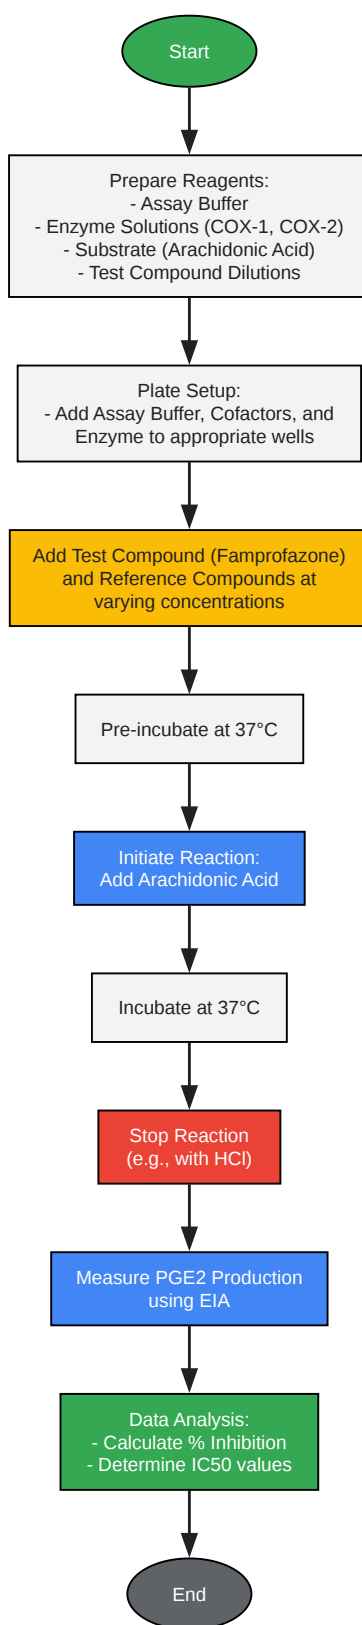 Start
Prepare Reagents:
- Assay Buffer
- Enzyme Solutions (COX-1, COX-2)
- Substrate (Arachidonic Acid)
- Test Compound Dilutions
Plate Setup:
- Add Assay Buffer, Cofactors, and
Enzyme to appropriate wells
Add Test Compound (Famprofazone)
and Reference Compounds at
varying concentrations
Pre-incubate at 37°C
Initiate Reaction:
Add Arachidonic Acid
Incubate at 37°C
Stop Reaction
(e.g., with HCl)
Measure PGE2 Production
using EIA
Data Analysis:
- Calculate % Inhibition
- Determine IC50 values
End